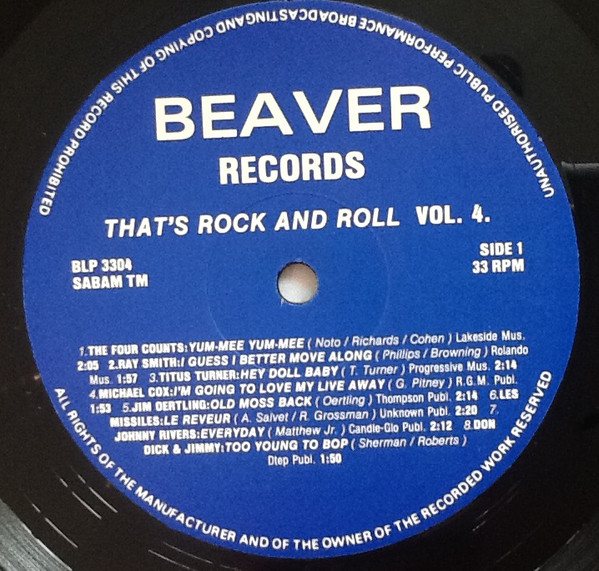 UNAUTHORISED PUBLIC PERFORMANCE BROADCASTING AND COPYING OF THIS RECORD PROHIBITED
BEAVER
RECORDS
THAT'S ROCK AND ROLL VOL. 4.
BLP 3304
SABAM TM
SIDE 1
33 RPM
1.THE FOUR COUNTS:YUM-MEE YUM-MEE ( Noto / Richards / Cohen ) Lakeside Mus.
2:05 2.RAY SMITH:I GUESS I BETTER MOVE ALONG ( Phillips / Browning ) Rolando
Mus. 1:57 3.TITUS TURNER:HEY DOLL BABY ( T. Turner ) Progressive Mus. 2:14
4.MICHAEL COX:I'M GOING TO LOVE MY LIVE AWAY ( G. Pitney ) R.G.M. Publ.
1:53 5.JIM OERTLING:OLD MOSS BACK ( Oertling ) Thompson Publ. 2:14 6.LES
MISSILES:LE REVEUR ( A. Salvet / R. Grossman ) Unknown Publ. 2:20 7.
JOHNNY RIVERS:EVERYDAY ( Matthew Jr. ) Candle-Glo Publ. 2:12 8.DON
DICK & JIMMY:TOO YOUNG TO BOP ( Sherman / Roberts )
Dtep Publ. 1:50
ALL RIGHTS OF THE MANUFACTURER AND OF THE OWNER OF THE RECORDED WORK RESERVED